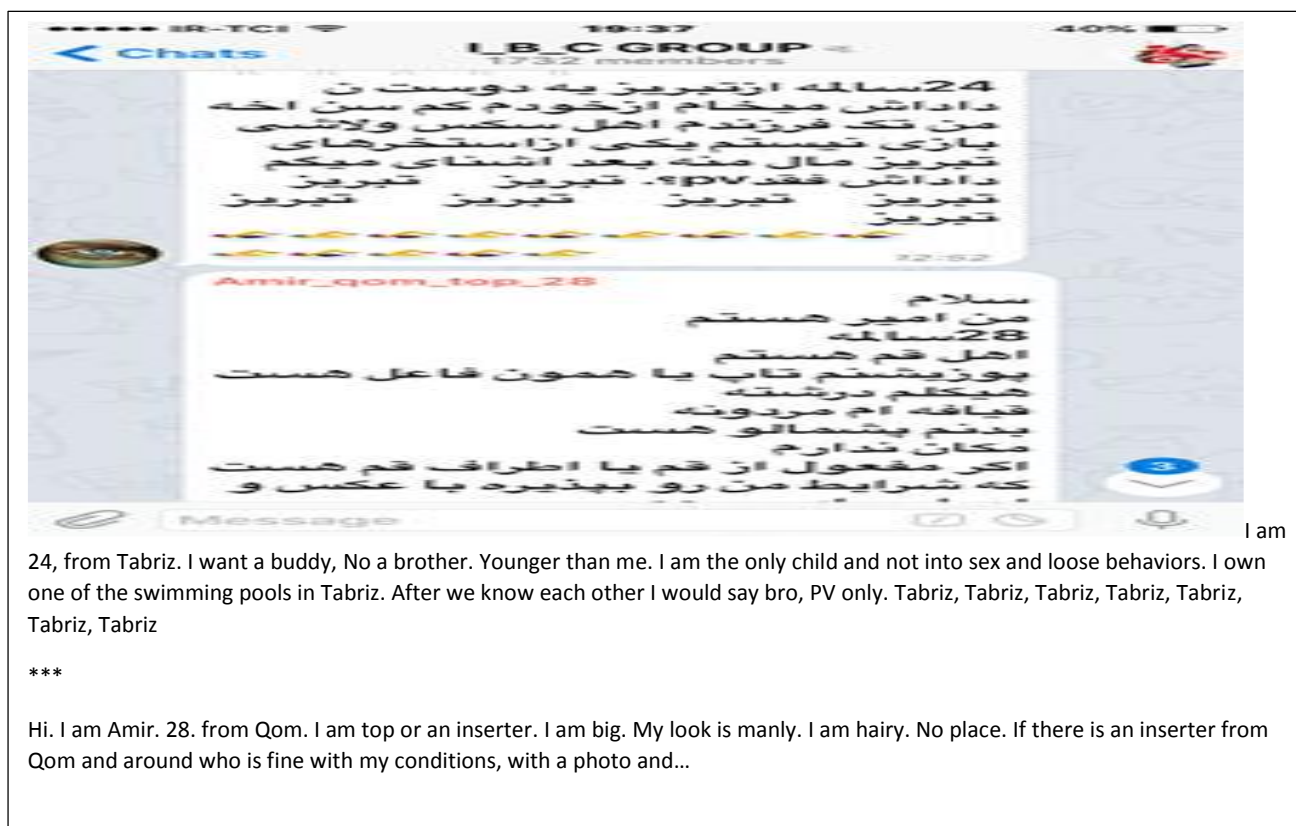 IR-TCI 19:37 40%
Chats I_B_C GROUP
1732 members
24ساله ازتبریز یه دوست ن
داداش میخام ازخودم کم سن اخه
من تک فرزندم اهل سکس ولاشی
بازی نیستم یکی ازاستخرهای
تبریز مال منه بعد اشنای میگم
داداش فقدpv؟. تبریز تبریز
تبریز تبریز تبریز تبریز
تبریز
12:52
Amir_qom_top_28
سلام
من امیر هستم
28ساله
اهل قم هستم
پوزیشنم تاپ یا همون فاعل هست
هیکلم درشته
قیافه ام مردونه
بدنم پشمالو هست
مکان ندارم
اگر مفعول از قم یا اطراف قم هست
که شرایط من رو بپذیره با عکس و
3
Message
I am
24, from Tabriz. I want a buddy, No a brother. Younger than me. I am the only child and not into sex and loose behaviors. I own
one of the swimming pools in Tabriz. After we know each other I would say bro, PV only. Tabriz, Tabriz, Tabriz, Tabriz, Tabriz,
Tabriz, Tabriz
***
Hi. I am Amir. 28. from Qom. I am top or an inserter. I am big. My look is manly. I am hairy. No place. If there is an inserter from
Qom and around who is fine with my conditions, with a photo and…